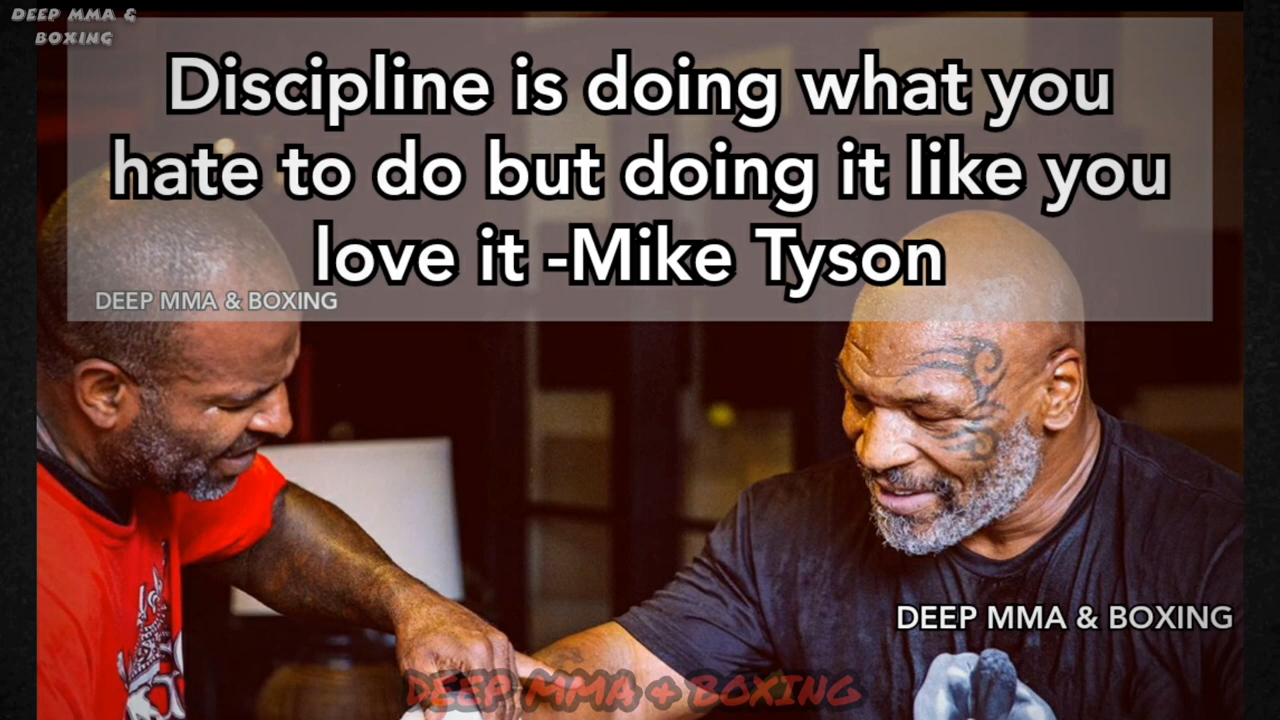 DEEP MMA &
BOXING
Discipline is doing what you
hate to do but doing it like you
love it -Mike Tyson
DEEP MMA & BOXING
DEEP MMA & BOXING
DEEP MMA & BOXING